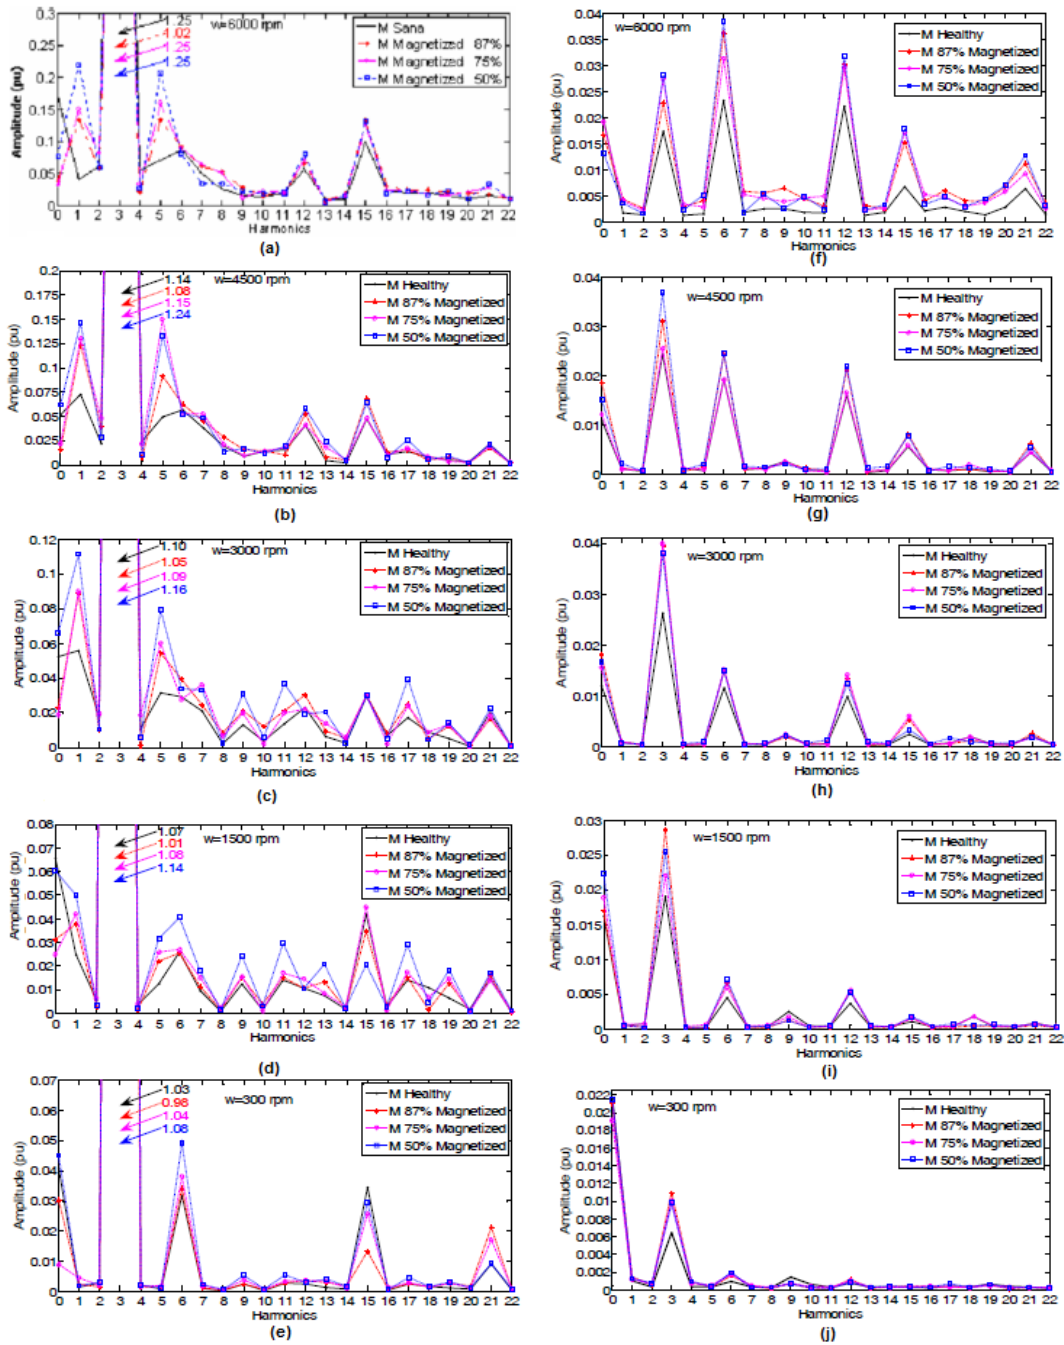 w=6000 rpm
0.3
0.25
0.2
0.15
0.1
0.05
0
Amplitude (pu)
1.25
1.02
1.25
1.25
M Sana
M Magnetized 87%
M Magnetized 75%
M Magnetized 50%
0 1 2 3 4 5 6 7 8 9 10 11 12 13 14 15 16 17 18 19 20 21 22
Harmonics
(a)
w=6000 rpm
0.04
0.035
0.03
0.025
0.02
0.015
0.01
0.005
0
Amplitude (pu)
M Healthy
M 87% Magnetized
M 75% Magnetized
M 50% Magnetized
0 1 2 3 4 5 6 7 8 9 10 11 12 13 14 15 16 17 18 19 20 21 22
Harmonics
(f)
w=4500 rpm
0.2
0.175
0.15
0.125
0.1
0.075
0.05
0.025
0
Amplitude (pu)
1.14
1.08
1.15
1.24
M Healthy
M 87% Magnetized
M 75% Magnetized
M 50% Magnetized
0 1 2 3 4 5 6 7 8 9 10 11 12 13 14 15 16 17 18 19 20 21 22
Harmonics
(b)
w=4500 rpm
0.04
0.03
0.02
0.01
0
Amplitude (pu)
M Healthy
M 87% Magnetized
M 75% Magnetized
M 50% Magnetized
0 1 2 3 4 5 6 7 8 9 10 11 12 13 14 15 16 17 18 19 20 21 22
Harmonics
(g)
w=3000 rpm
0.12
0.1
0.08
0.06
0.04
0.02
0
Amplitude (pu)
1.10
1.05
1.09
1.16
M Healthy
M 87% Magnetized
M 75% Magnetized
M 50% Magnetized
0 1 2 3 4 5 6 7 8 9 10 11 12 13 14 15 16 17 18 19 20 21 22
Harmonics
(c)
w=3000 rpm
0.04
0.03
0.02
0.01
0
Amplitude (pu)
M Healthy
M 87% Magnetized
M 75% Magnetized
M 50% Magnetized
0 1 2 3 4 5 6 7 8 9 10 11 12 13 14 15 16 17 18 19 20 21 22
Harmonics
(h)
w=1500 rpm
0.08
0.07
0.06
0.05
0.04
0.03
0.02
0.01
0
Amplitude (pu)
1.07
1.01
1.08
1.14
M Healthy
M 87% Magnetized
M 75% Magnetized
M 50% Magnetized
0 1 2 3 4 5 6 7 8 9 10 11 12 13 14 15 16 17 18 19 20 21 22
Harmonics
(d)
w=1500 rpm
0.03
0.025
0.02
0.015
0.01
0.005
0
Amplitude (pu)
M Healthy
M 87% Magnetized
M 75% Magnetized
M 50% Magnetized
0 1 2 3 4 5 6 7 8 9 10 11 12 13 14 15 16 17 18 19 20 21 22
Harmonics
(i)
w=300 rpm
0.07
0.06
0.05
0.04
0.03
0.02
0.01
0
Amplitude (pu)
1.03
0.98
1.04
1.08
M Healthy
M 87% Magnetized
M 75% Magnetized
M 50% Magnetized
0 1 2 3 4 5 6 7 8 9 10 11 12 13 14 15 16 17 18 19 20 21 22
Harmonics
(e)
w=300 rpm
0.022
0.02
0.018
0.016
0.014
0.012
0.01
0.008
0.006
0.004
0.002
0
Amplitude (pu)
M Healthy
M 87% Magnetized
M 75% Magnetized
M 50% Magnetized
0 1 2 3 4 5 6 7 8 9 10 11 12 13 14 15 16 17 18 19 20 21 22
Harmonics
(j)